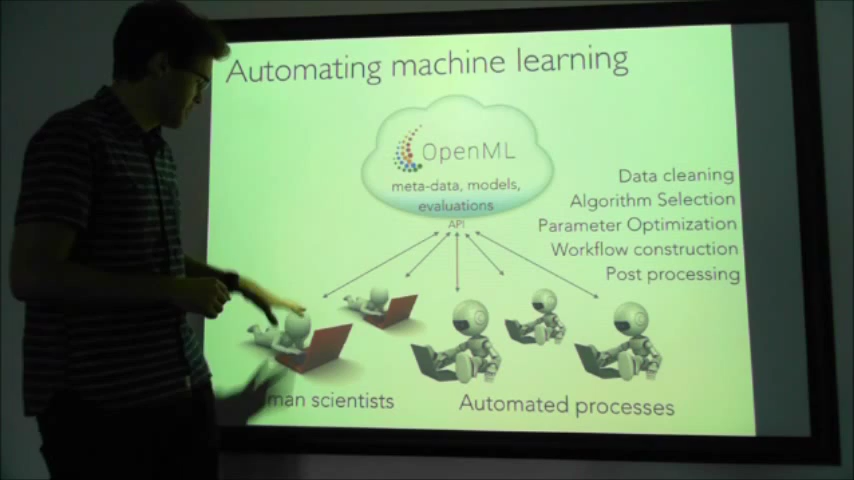 Automating machine learning
OpenML
meta-data, models,
evaluations
API
Data cleaning
Algorithm Selection
Parameter Optimization
Workflow construction
Post processing
man scientists
Automated processes